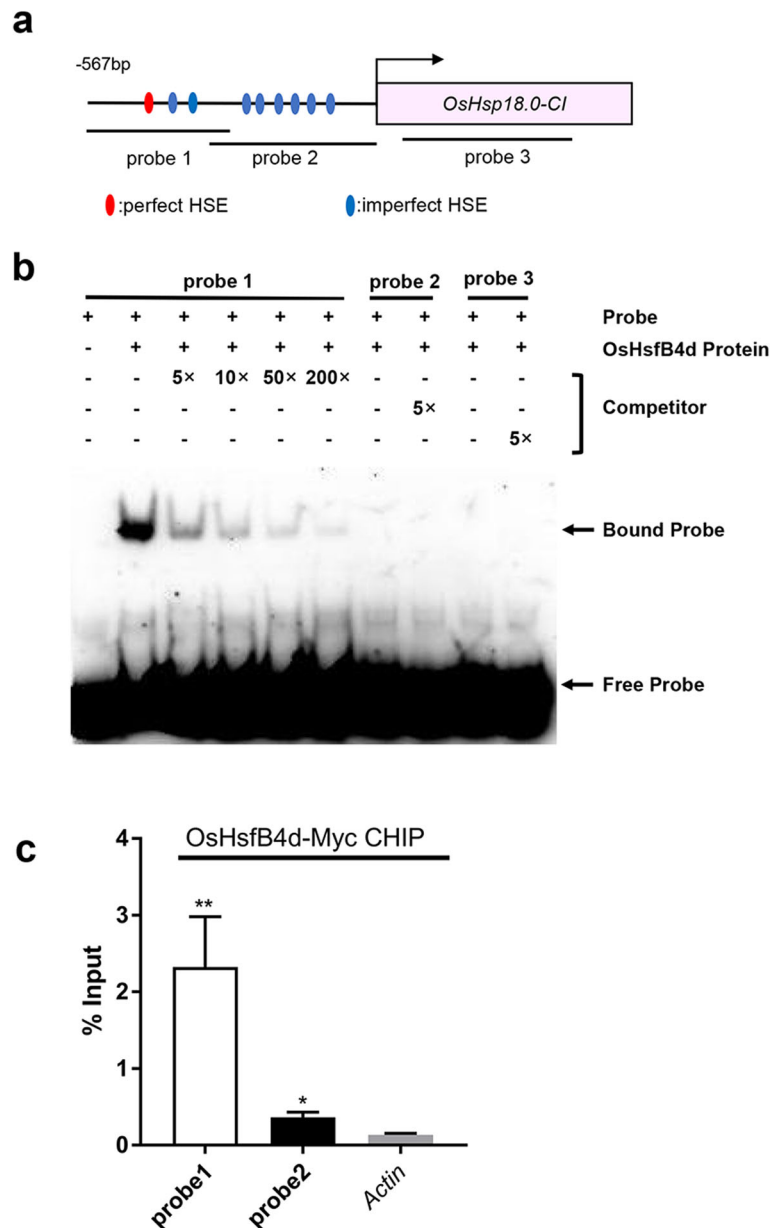 a
-567bp
OsHsp18.0-CI
probe 1
probe 2
probe 3
:perfect HSE
:imperfect HSE
b
probe 1 probe 2 probe 3
+ + + + + + + + + + Probe
- + + + + + + + + + OsHsfB4d Protein
- - 5× 10× 50× 200× - - - -
- - - - - - - 5× - - Competitor
- - - - - - - - - 5×
Bound Probe
Free Probe
c
OsHsfB4d-Myc CHIP
4
3
2
1
0
% Input
**
*
probe1
probe2
Actin